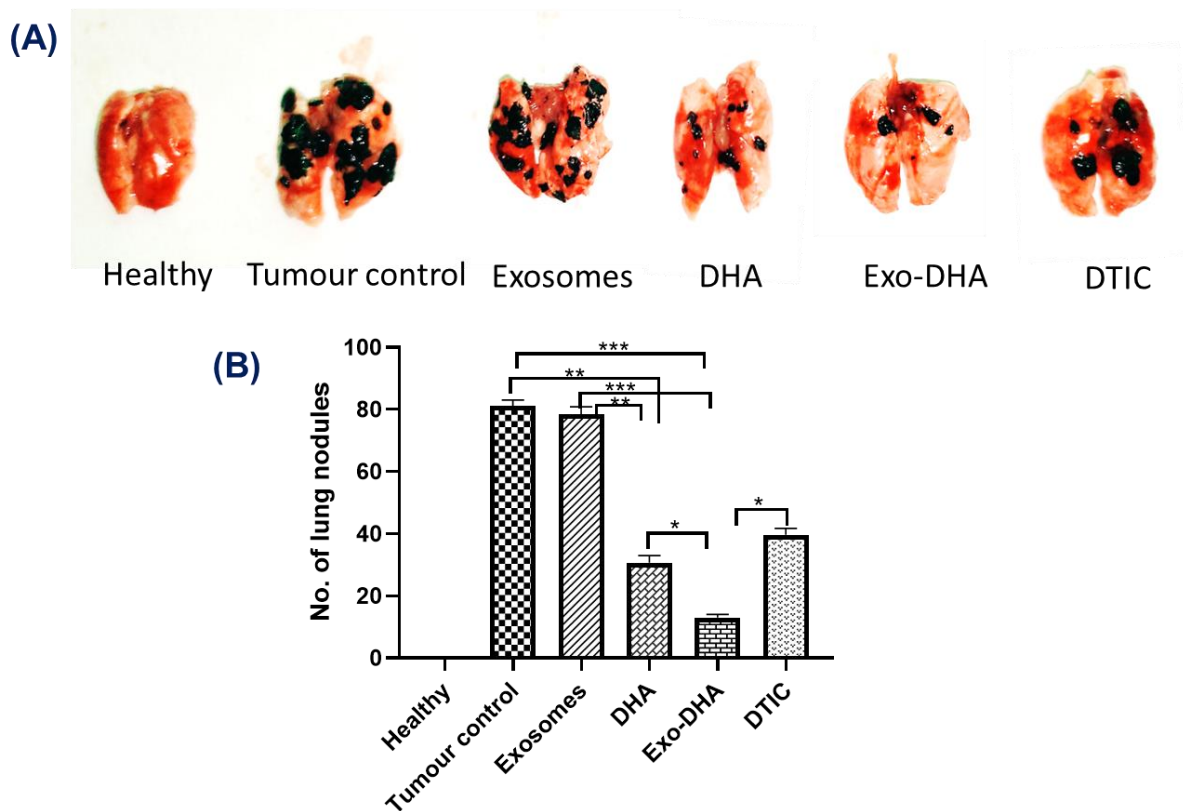 (A)
Healthy Tumour control Exosomes DHA Exo-DHA DTIC
(B)
No. of lung nodules
100
80
60
40
20
0
***
**
***
**
*
*
Healthy
Tumour control
Exosomes
DHA
Exo-DHA
DTIC